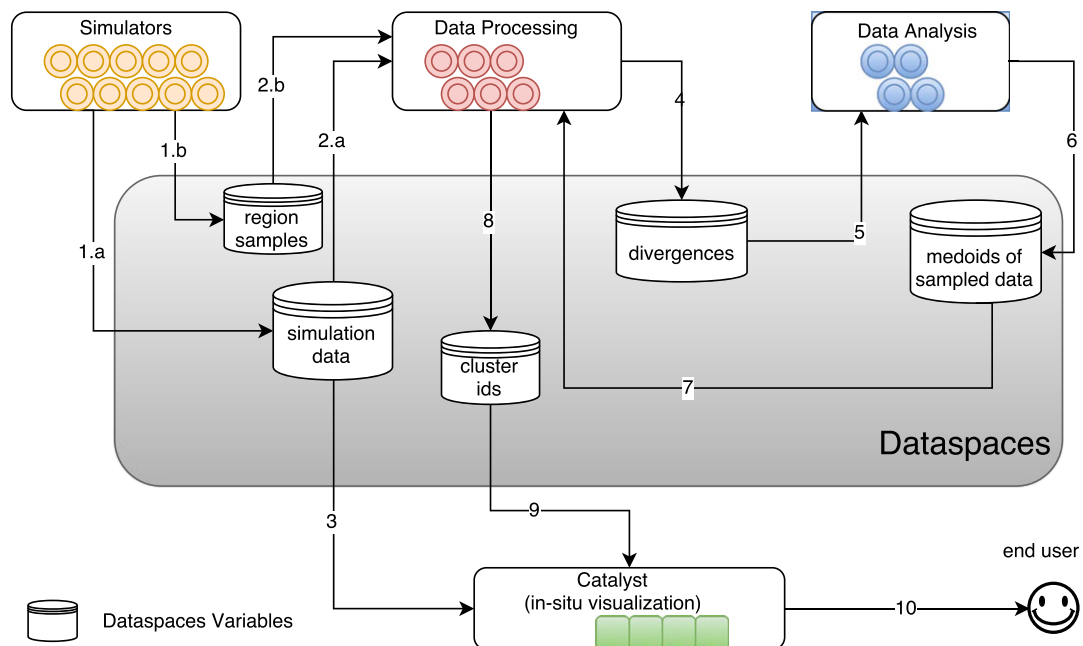 Simulators
Data Processing
Data Analysis
2.b
4
1.b
2.a
6
region
samples
8
5
divergences
medoids of
sampled data
1.a
simulation
data
cluster
ids
7
Dataspaces
3
9
end user
Catalyst
(in-situ visualization)
10
Dataspaces Variables